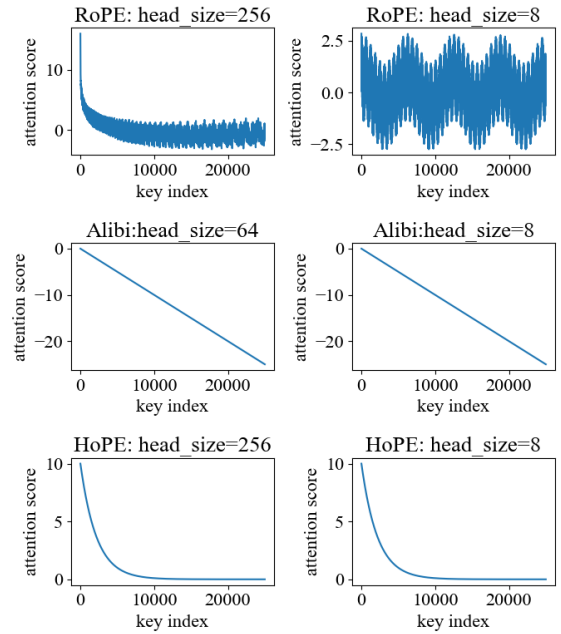 RoPE: head_size=256
attention score
10
0
0
10000
20000
key index
RoPE: head_size=8
attention score
2.5
0.0
−2.5
0
10000
20000
key index
Alibi:head_size=64
attention score
0
−10
−20
0
10000
20000
key index
Alibi:head_size=8
attention score
0
−10
−20
0
10000
20000
key index
HoPE: head_size=256
attention score
10
5
0
0
10000
20000
key index
HoPE: head_size=8
attention score
10
5
0
0
10000
20000
key index